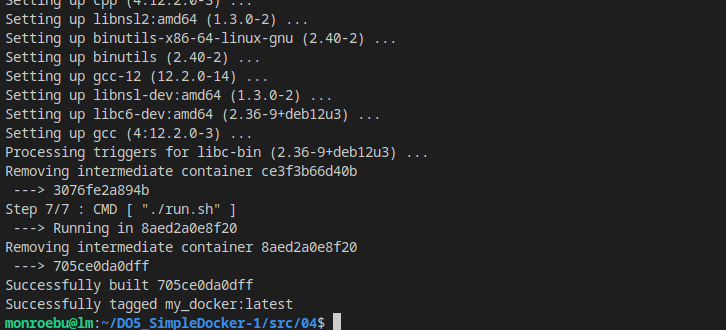 Setting up cpp (4:12.2.0-3) ...
Setting up libnsl2:amd64 (1.3.0-2) ...
Setting up binutils-x86-64-linux-gnu (2.40-2) ...
Setting up binutils (2.40-2) ...
Setting up gcc-12 (12.2.0-14) ...
Setting up libnsl-dev:amd64 (1.3.0-2) ...
Setting up libc6-dev:amd64 (2.36-9+deb12u3) ...
Setting up gcc (4:12.2.0-3) ...
Processing triggers for libc-bin (2.36-9+deb12u3) ...
Removing intermediate container ce3f3b66d40b
 ---> 3076fe2a894b
Step 7/7 : CMD [ "./run.sh" ]
 ---> Running in 8aed2a0e8f20
Removing intermediate container 8aed2a0e8f20
 ---> 705ce0da0dff
Successfully built 705ce0da0dff
Successfully tagged my_docker:latest
monroebu@lm:~/DO5_SimpleDocker-1/src/04$